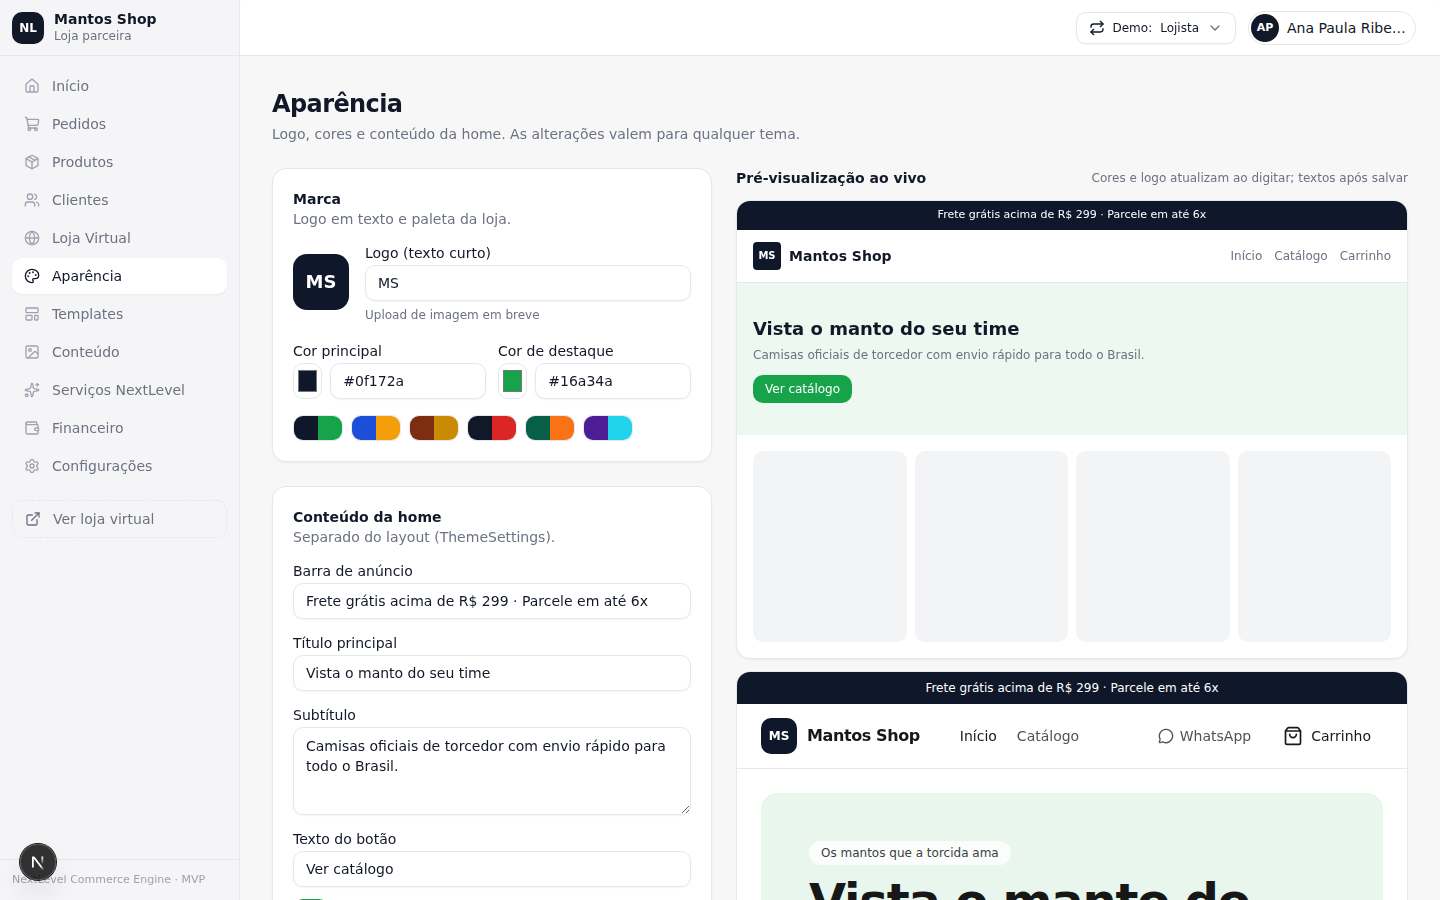 NL
Mantos Shop
Loja parceira
Início
Pedidos
Produtos
Clientes
Loja Virtual
Aparência
Templates
Conteúdo
Serviços NextLevel
Financeiro
Configurações
Ver loja virtual
N
NextLevel Commerce Engine · MVP
Demo: Lojista
AP
Ana Paula Ribe...
Aparência
Logo, cores e conteúdo da home. As alterações valem para qualquer tema.
Marca
Logo em texto e paleta da loja.
MS
Logo (texto curto)
MS
Upload de imagem em breve
Cor principal
Cor de destaque
#0f172a
#16a34a
Conteúdo da home
Separado do layout (ThemeSettings).
Barra de anúncio
Frete grátis acima de R$ 299 · Parcele em até 6x
Título principal
Vista o manto do seu time
Subtítulo
Camisas oficiais de torcedor com envio rápido para
todo o Brasil.
Texto do botão
Ver catálogo
Pré-visualização ao vivo
Cores e logo atualizam ao digitar; textos após salvar
Frete grátis acima de R$ 299 · Parcele em até 6x
MS
Mantos Shop
Início Catálogo Carrinho
Vista o manto do seu time
Camisas oficiais de torcedor com envio rápido para todo o Brasil.
Ver catálogo
Frete grátis acima de R$ 299 · Parcele em até 6x
MS
Mantos Shop
Início Catálogo WhatsApp Carrinho
Os mantos que a torcida ama
Vista o manto do